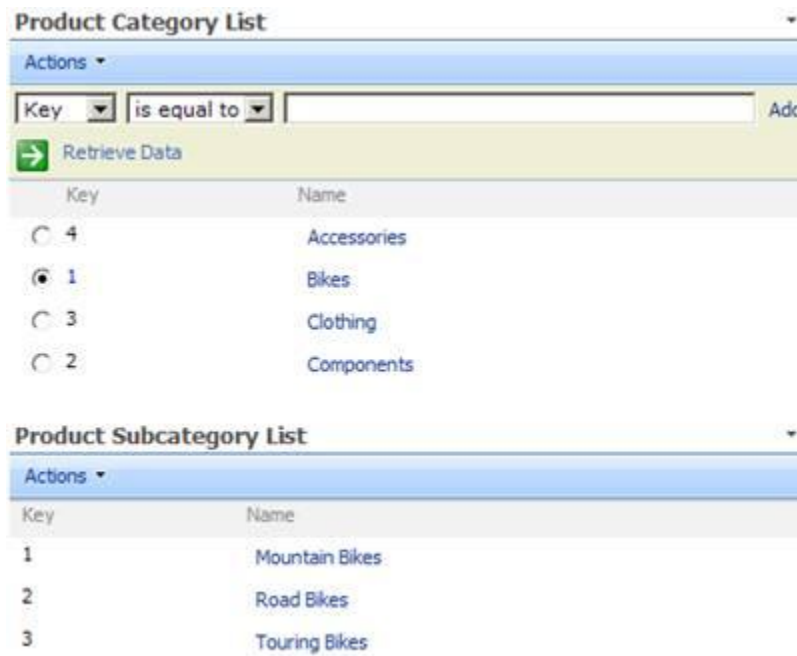 Product Category List
Actions
Key is equal to Add
Retrieve Data
Key Name
4 Accessories
1 Bikes
3 Clothing
2 Components
Product Subcategory List
Actions
Key Name
1 Mountain Bikes
2 Road Bikes
3 Touring Bikes